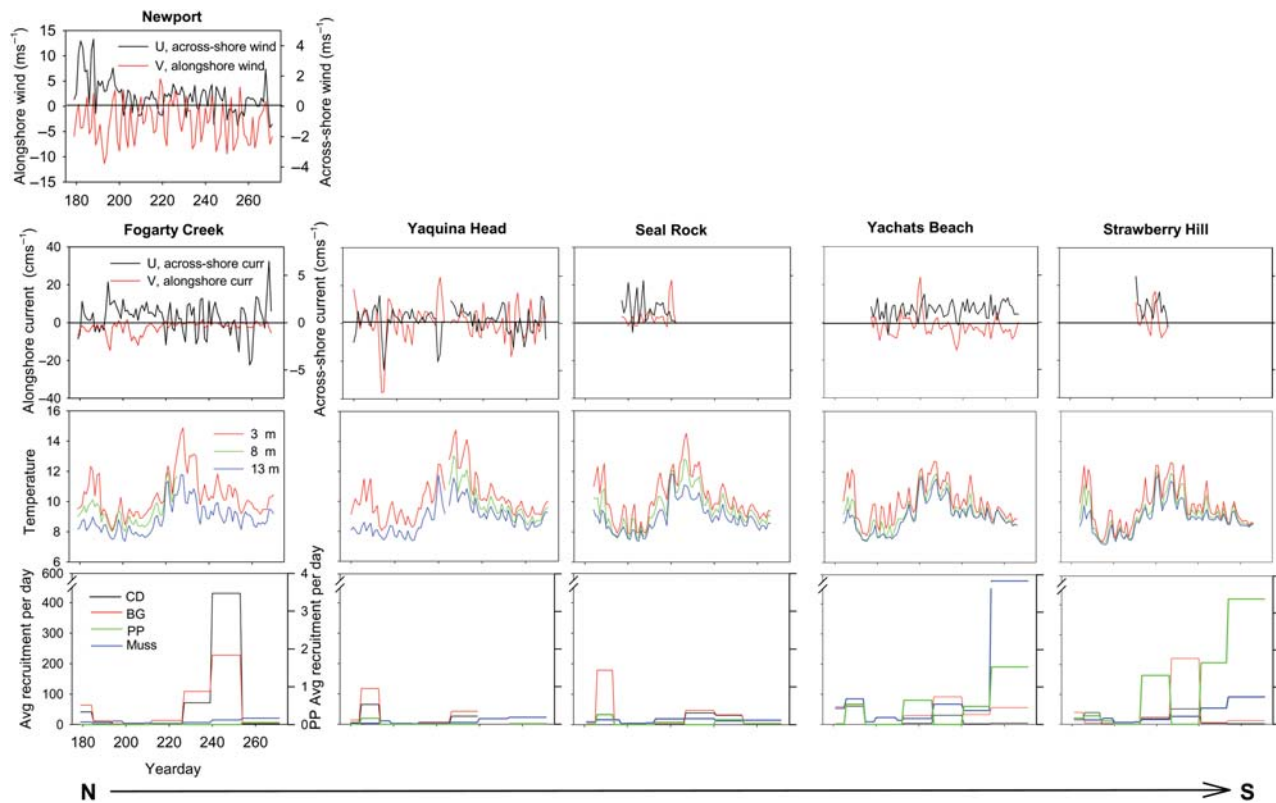 Newport
Alongshore wind (ms⁻¹)
15
10
5
0
−5
−10
−15
U, across-shore wind
V, alongshore wind
4
2
0
−2
−4
Across-shore wind (ms⁻¹)
180 200 220 240 260
Fogarty Creek
Yaquina Head
Seal Rock
Yachats Beach
Strawberry Hill
Alongshore current (cms⁻¹)
40
20
0
−20
−40
U, across-shore curr
V, alongshore curr
5
0
−5
Across-shore current (cms⁻¹)
Temperature
16
14
12
10
8
6
3 m
8 m
13 m
Avg recruitment per day
600
400
300
200
100
0
CD
BG
PP
Muss
4
3
2
1
0
PP Avg recruitment per day
180 200 220 240 260
Yearday
N S